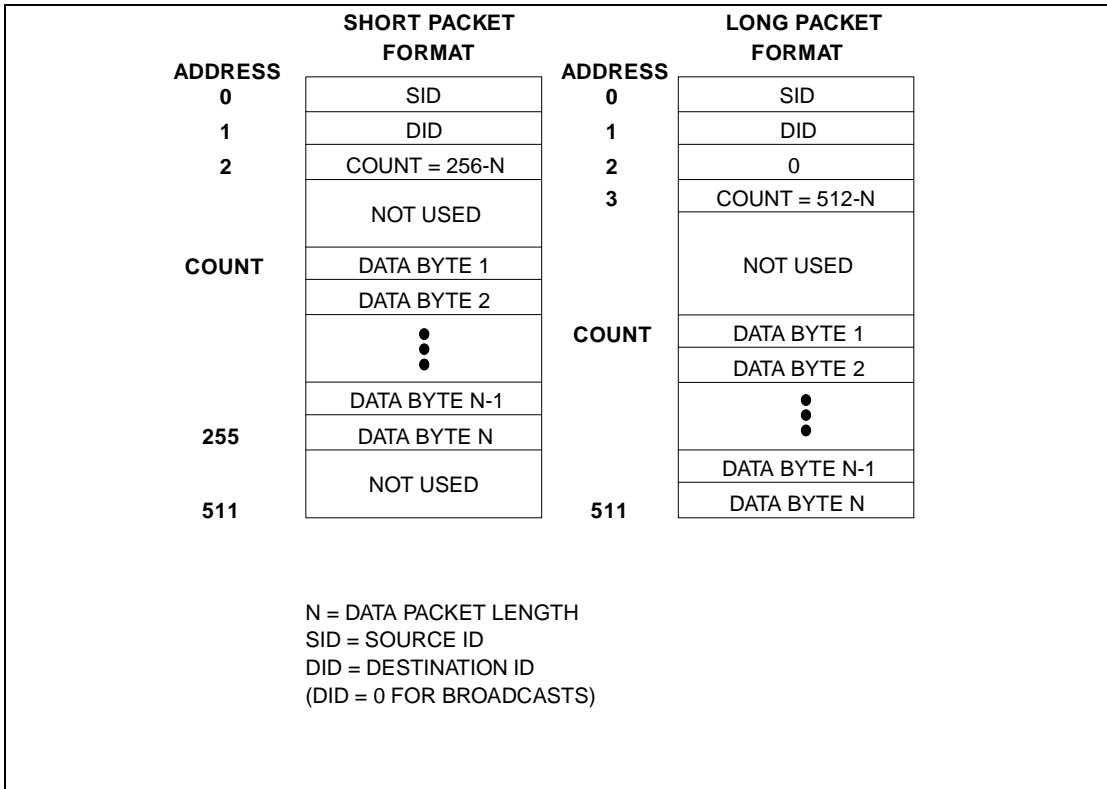 SHORT PACKET
FORMAT
ADDRESS
0 SID
1 DID
2 COUNT = 256-N
NOT USED
COUNT DATA BYTE 1
DATA BYTE 2
DATA BYTE N-1
255 DATA BYTE N
NOT USED
511
LONG PACKET
FORMAT
ADDRESS
0 SID
1 DID
2 0
3 COUNT = 512-N
NOT USED
COUNT DATA BYTE 1
DATA BYTE 2
DATA BYTE N-1
511 DATA BYTE N
N = DATA PACKET LENGTH
SID = SOURCE ID
DID = DESTINATION ID
(DID = 0 FOR BROADCASTS)